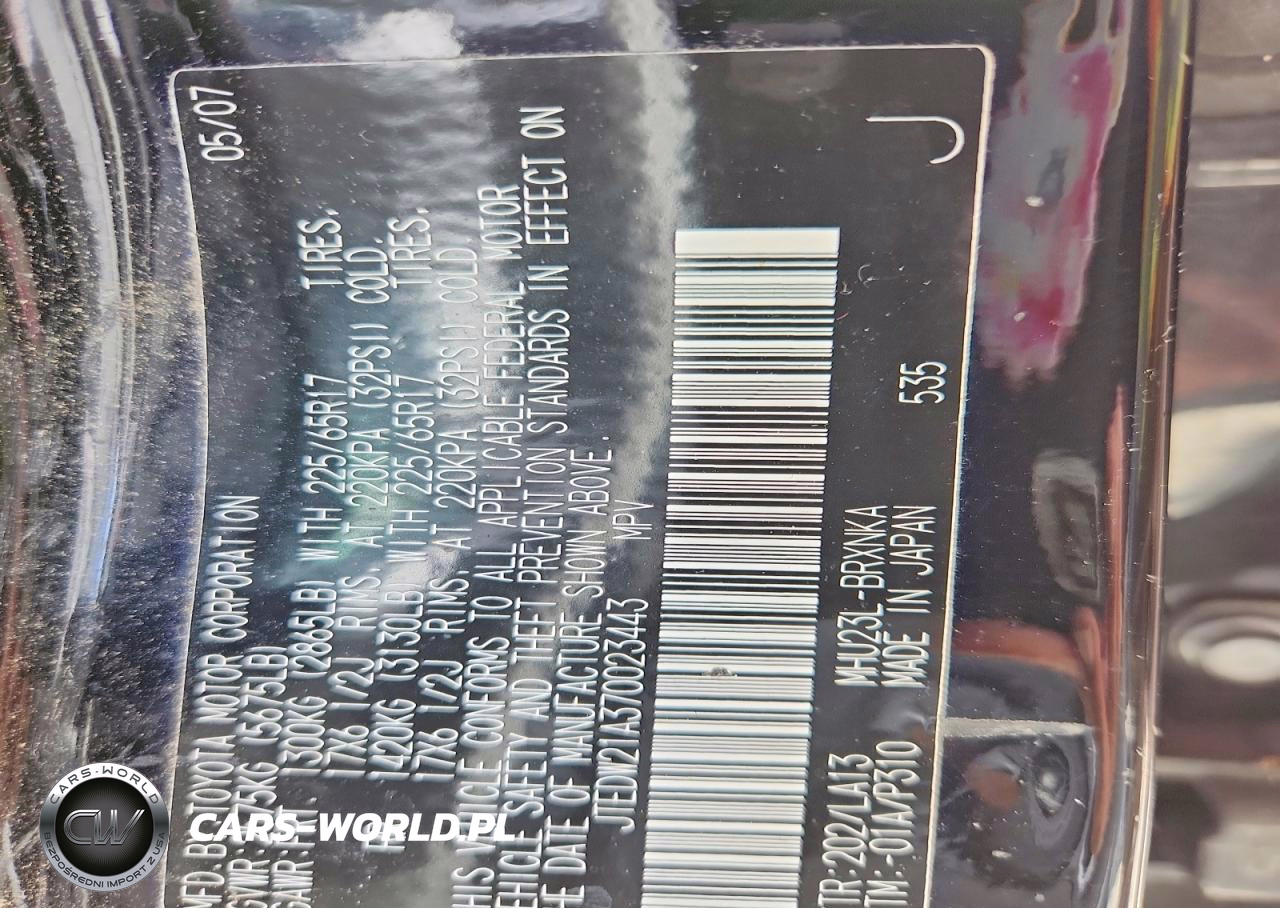 MFD.BY:TOYOTA MOTOR CORPORATION 05/07
GVWR 2575KG (5675LB)
GAWR:FRT. 1300KG (2865LB) WITH 225/65R17 TIRES,
17X6 1/2J RIMS, AT 220KPA (32PSI) COLD.
RR. 1420KG (3130LB) WITH 225/65R17 TIRES,
17X6 1/2J RIMS, AT 220KPA (32PSI) COLD.
THIS VEHICLE CONFORMS TO ALL APPLICABLE FEDERAL MOTOR
VEHICLE SAFETY AND THEFT PREVENTION STANDARDS IN EFFECT ON
THE DATE OF MANUFACTURE SHOWN ABOVE.
MPV
TR:202/LA13 MHU23L-BRXNKA
TM:-01A/P310 MADE IN JAPAN 535
J
CARS-WORLD
CW
BEZPOŚREDNI IMPORT Z USA
CARS-WORLD.PL